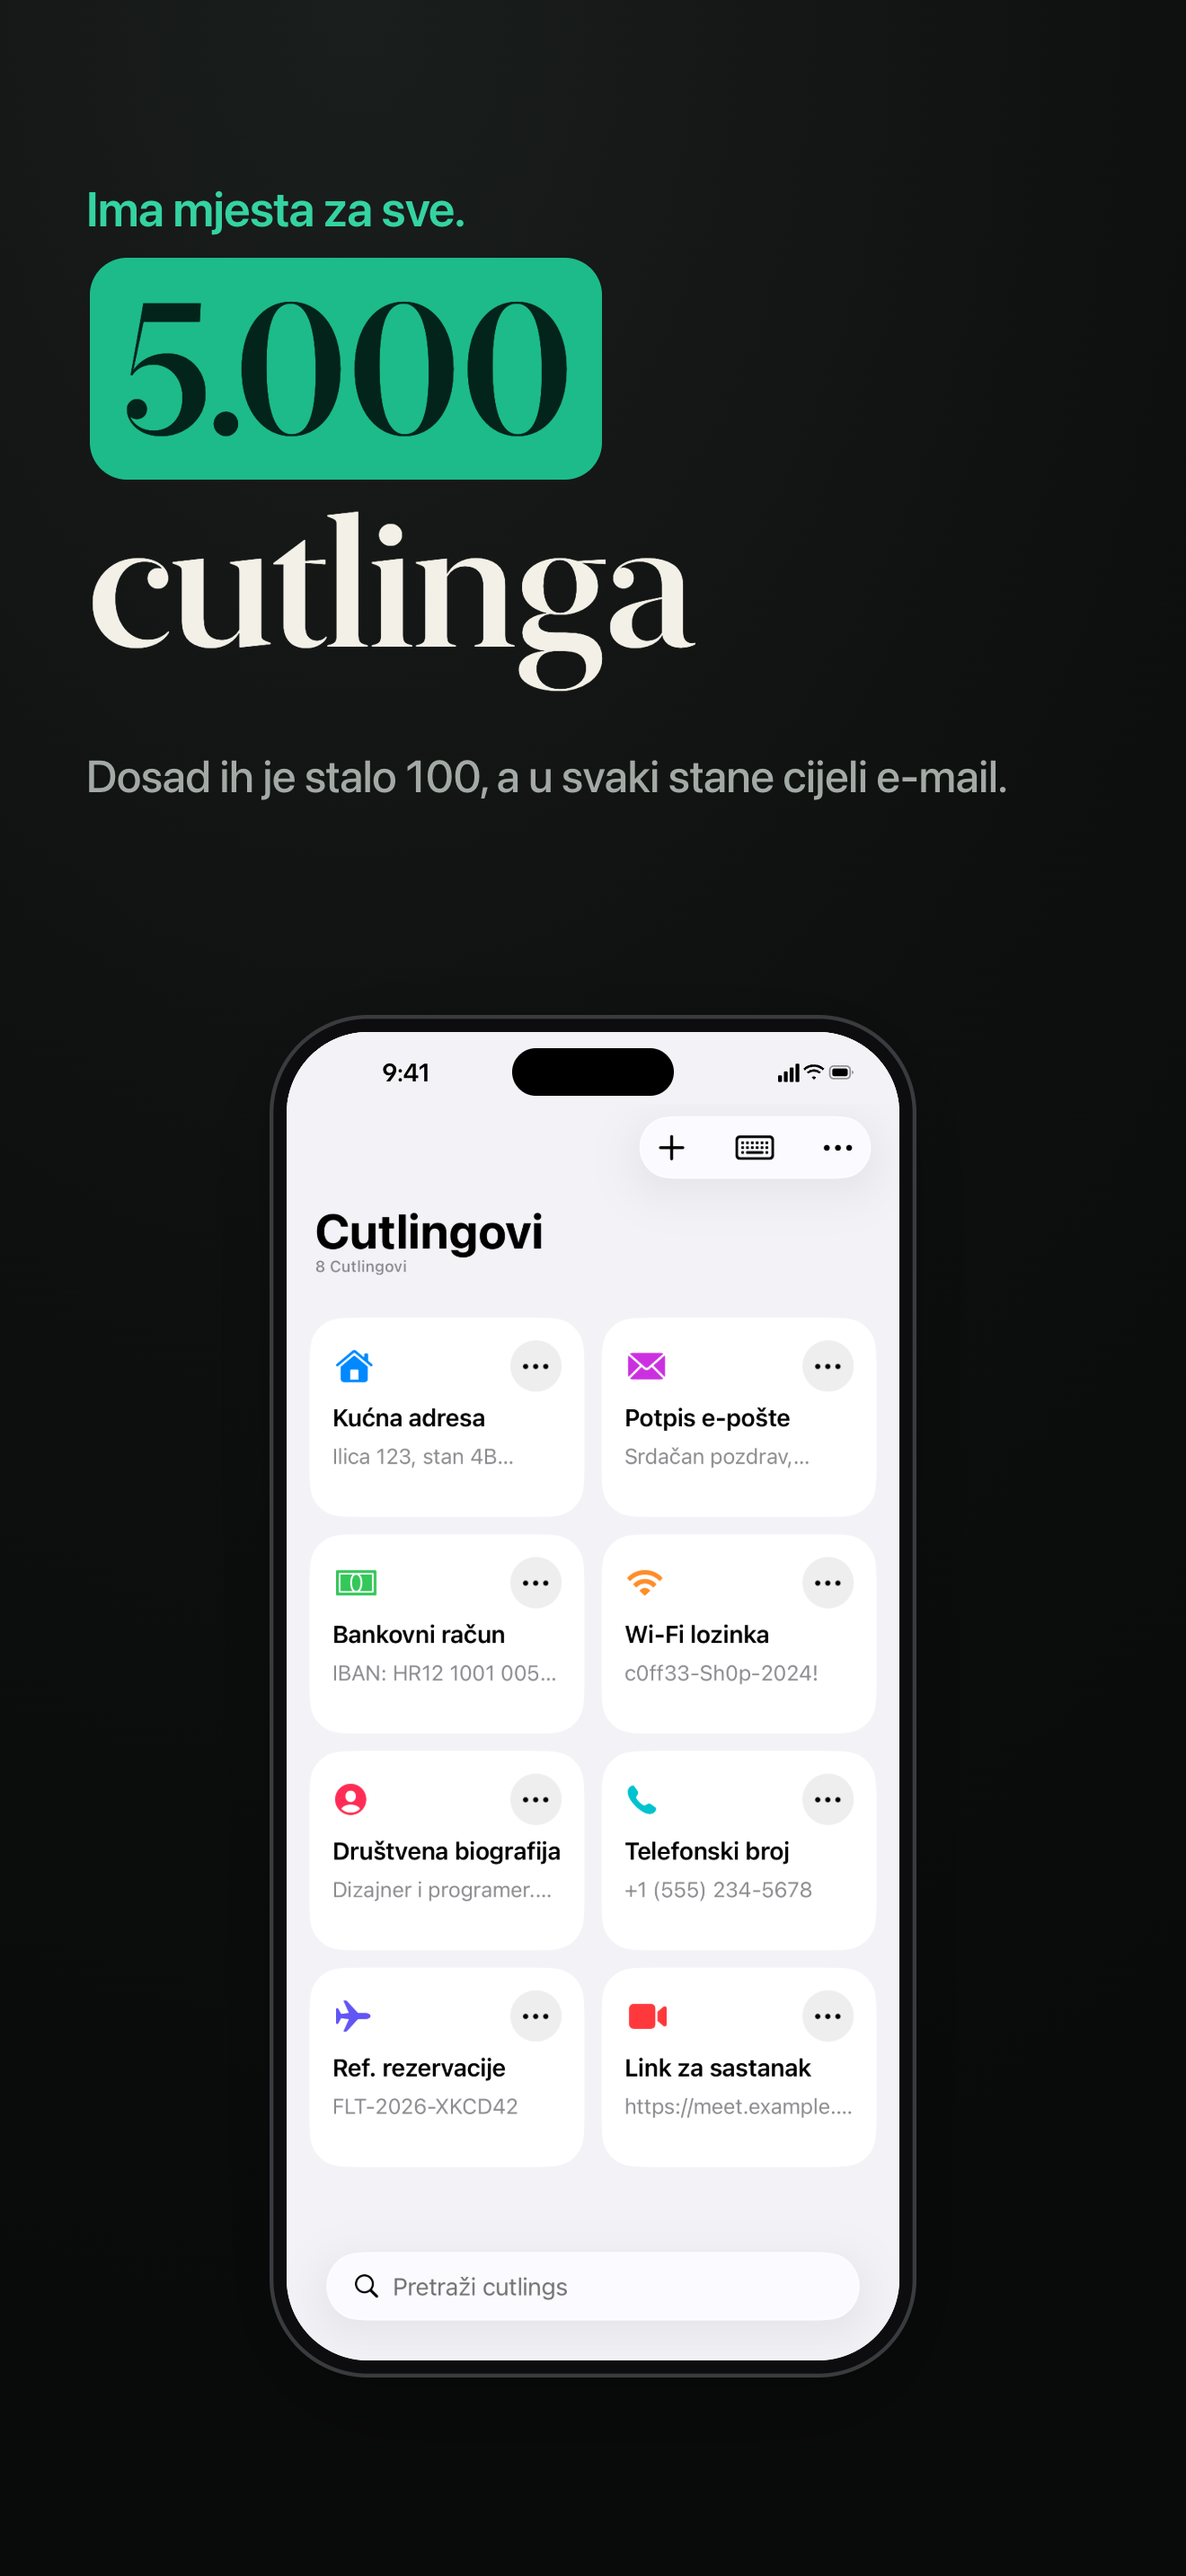 Ima mjesta za sve.
5.000
cutlinga
Dosad ih je stalo 100, a u svaki stane cijeli e-mail.
9:41
Cutlingovi
8 Cutlingovi
Kućna adresa
Ilica 123, stan 4B...
Potpis e-pošte
Srdačan pozdrav,...
Bankovni račun
IBAN: HR12 1001 005...
Wi-Fi lozinka
c0ff33-Sh0p-2024!
Društvena biografija
Dizajner i programer....
Telefonski broj
+1 (555) 234-5678
Ref. rezervacije
FLT-2026-XKCD42
Link za sastanak
https://meet.example....
Pretraži cutlings